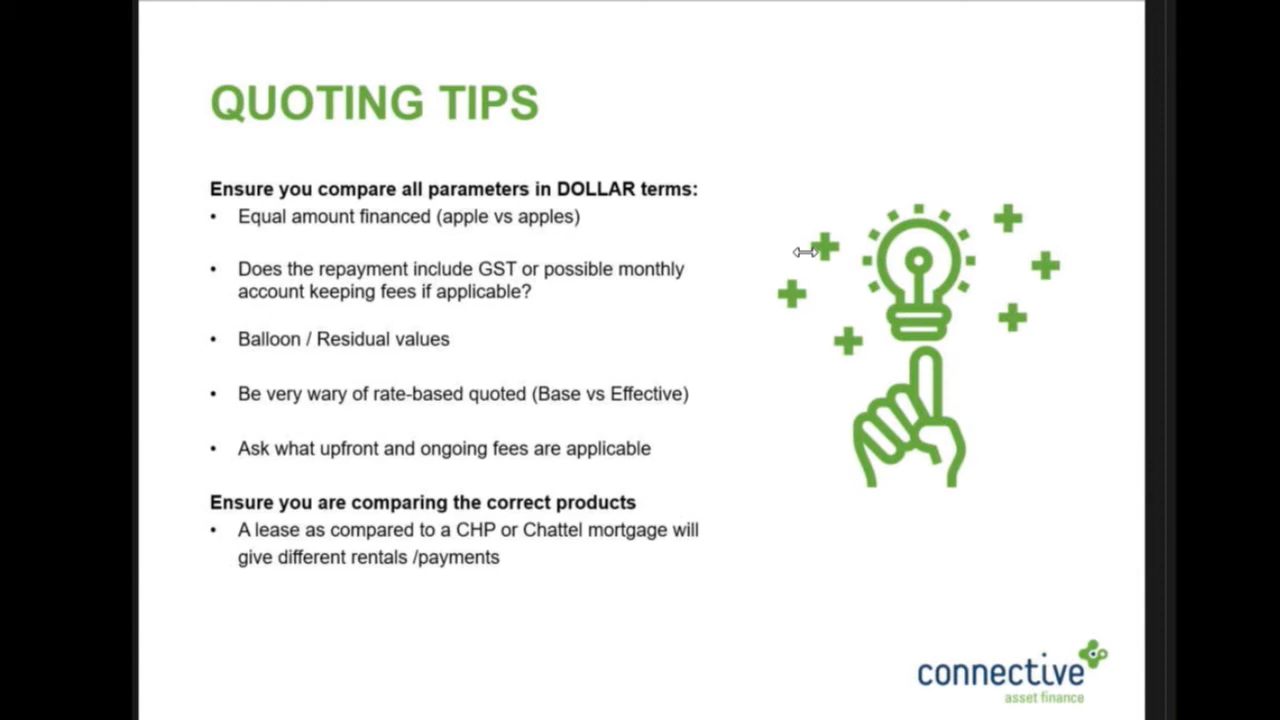 QUOTING TIPS
Ensure you compare all parameters in DOLLAR terms:
• Equal amount financed (apple vs apples)
• Does the repayment include GST or possible monthly
account keeping fees if applicable?
• Balloon / Residual values
• Be very wary of rate-based quoted (Base vs Effective)
• Ask what upfront and ongoing fees are applicable
Ensure you are comparing the correct products
• A lease as compared to a CHP or Chattel mortgage will
give different rentals /payments
connective
asset finance